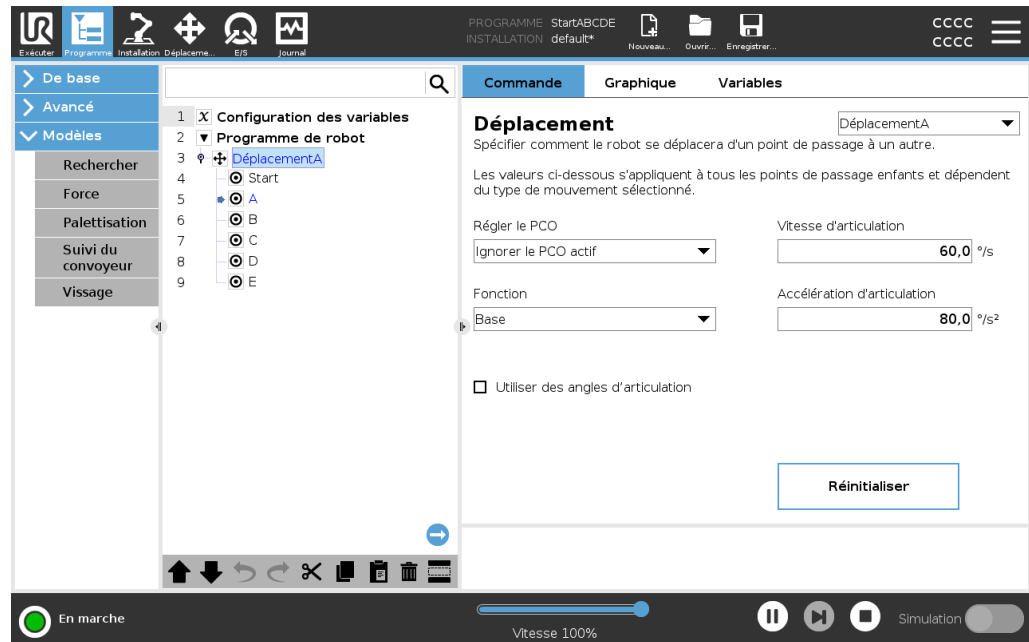 PROGRAMME StartABCDE
INSTALLATION default*
UR
Exécuter
Programme
Installation
Déplaceme...
E/S
Journal
Nouveau...
Ouvrir...
Enregistrer...
cccc
cccc
De base
Avancé
Modèles
Rechercher
Force
Palettisation
Suivi du
convoyeur
Vissage
1 X Configuration des variables
2 Programme de robot
3 DéplacementA
4 Start
5 A
6 B
7 C
8 D
9 E
Commande Graphique Variables
Déplacement
DéplacementA
Spécifier comment le robot se déplacera d'un point de passage à un autre.
Les valeurs ci-dessous s'appliquent à tous les points de passage enfants et dépendent
du type de mouvement sélectionné.
Régler le PCO
Vitesse d'articulation
Ignorer le PCO actif
60,0 °/s
Fonction
Accélération d'articulation
Base
80,0 °/s²
Utiliser des angles d'articulation
Réinitialiser
En marche
Vitesse 100%
Simulation